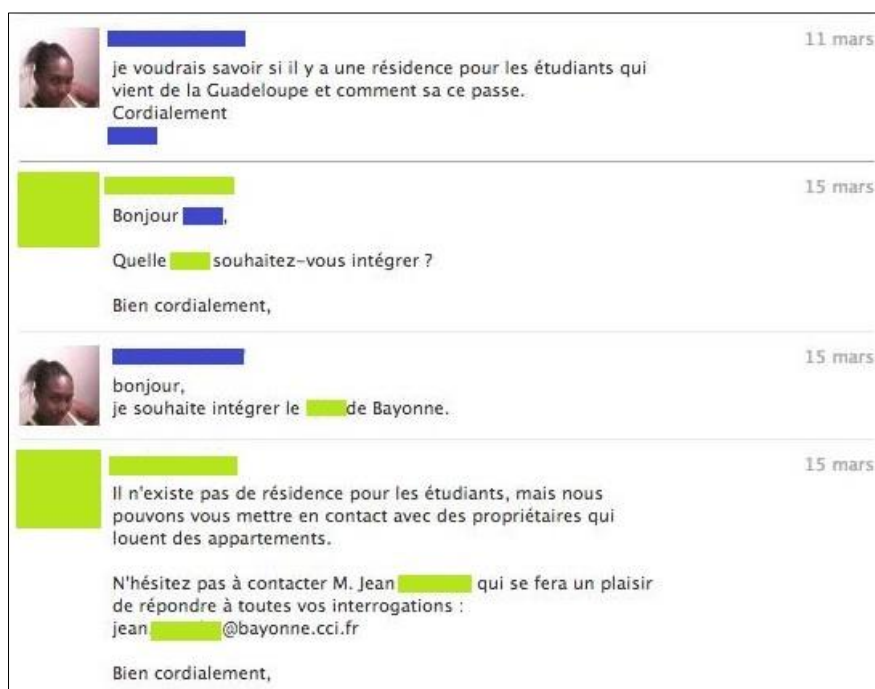 11 mars
je voudrais savoir si il y a une résidence pour les étudiants qui
vient de la Guadeloupe et comment sa ce passe.
Cordialement
15 mars
Bonjour ,
Quelle souhaitez-vous intégrer ?
Bien cordialement,
15 mars
bonjour,
je souhaite intégrer le de Bayonne.
15 mars
Il n'existe pas de résidence pour les étudiants, mais nous
pouvons vous mettre en contact avec des propriétaires qui
louent des appartements.
N'hésitez pas à contacter M. Jean qui se fera un plaisir
de répondre à toutes vos interrogations :
jean. @bayonne.cci.fr
Bien cordialement,